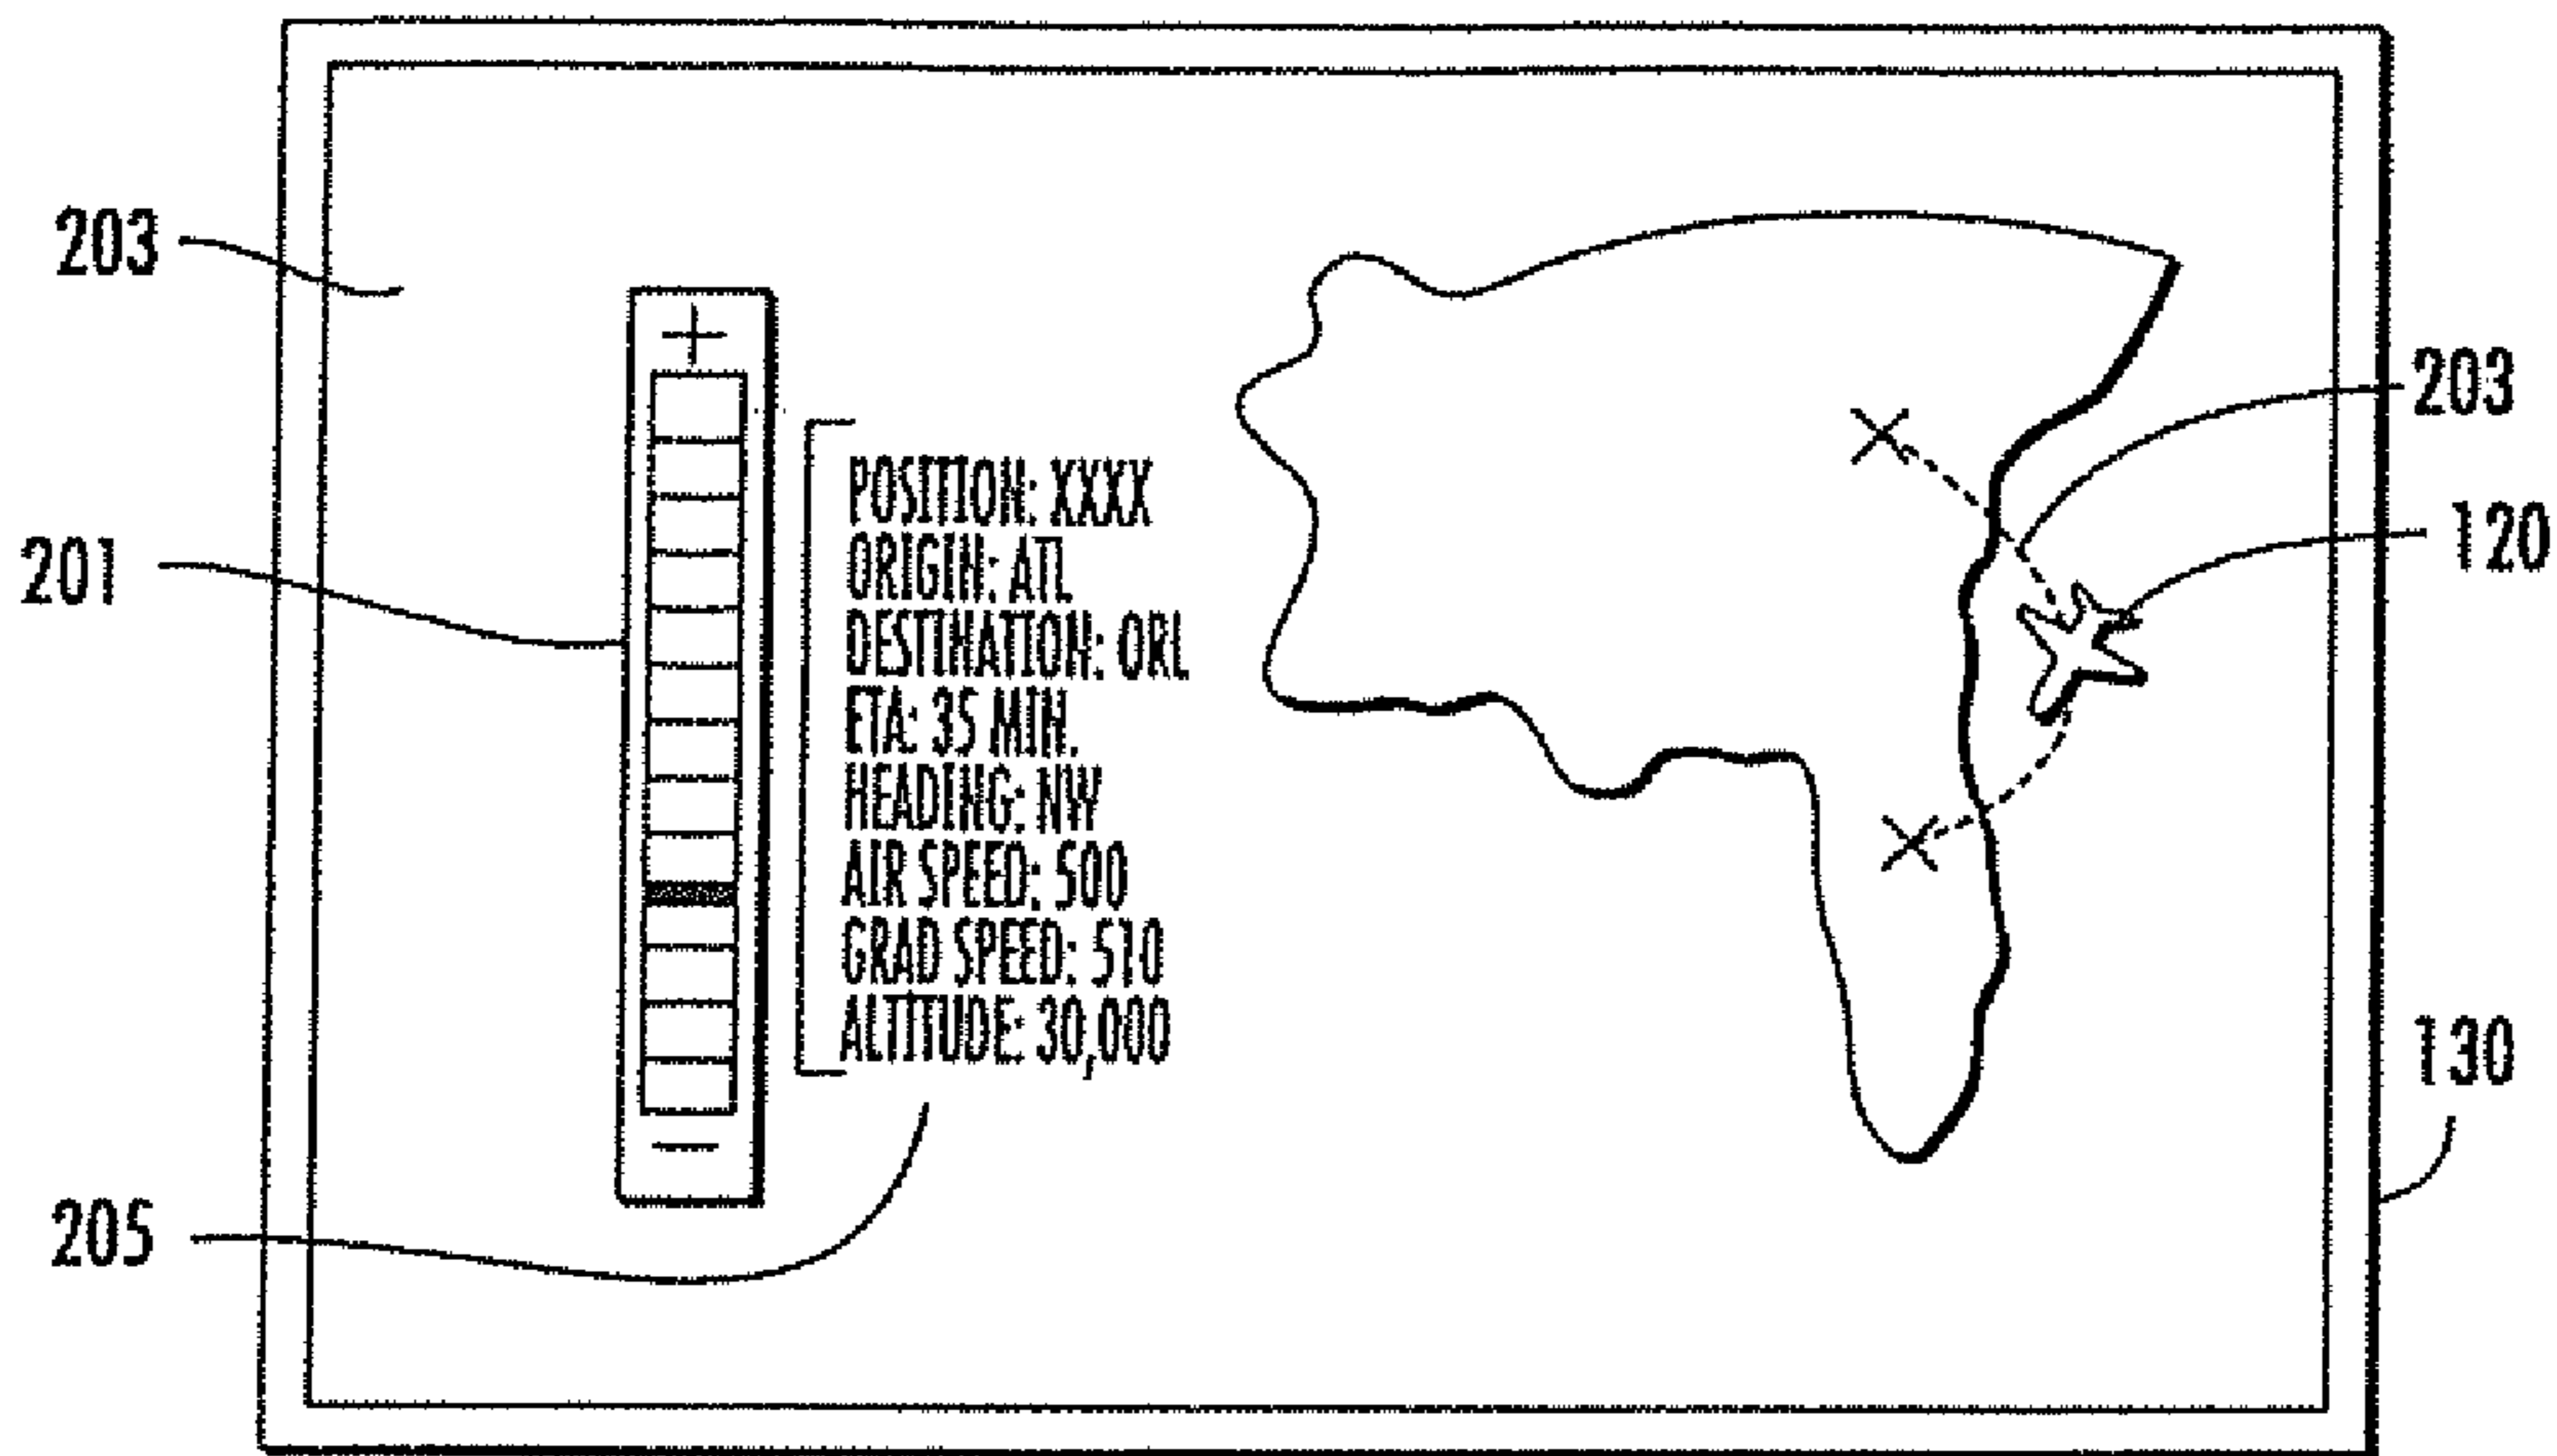 203
+
201
POSITION: XXXX
ORIGIN: ATL
DESTINATION: ORL
ETA: 35 MIN.
HEADING: NW
AIR SPEED: 500
GRAD SPEED: 510
ALTITUDE: 30,000
−
205
203
120
130